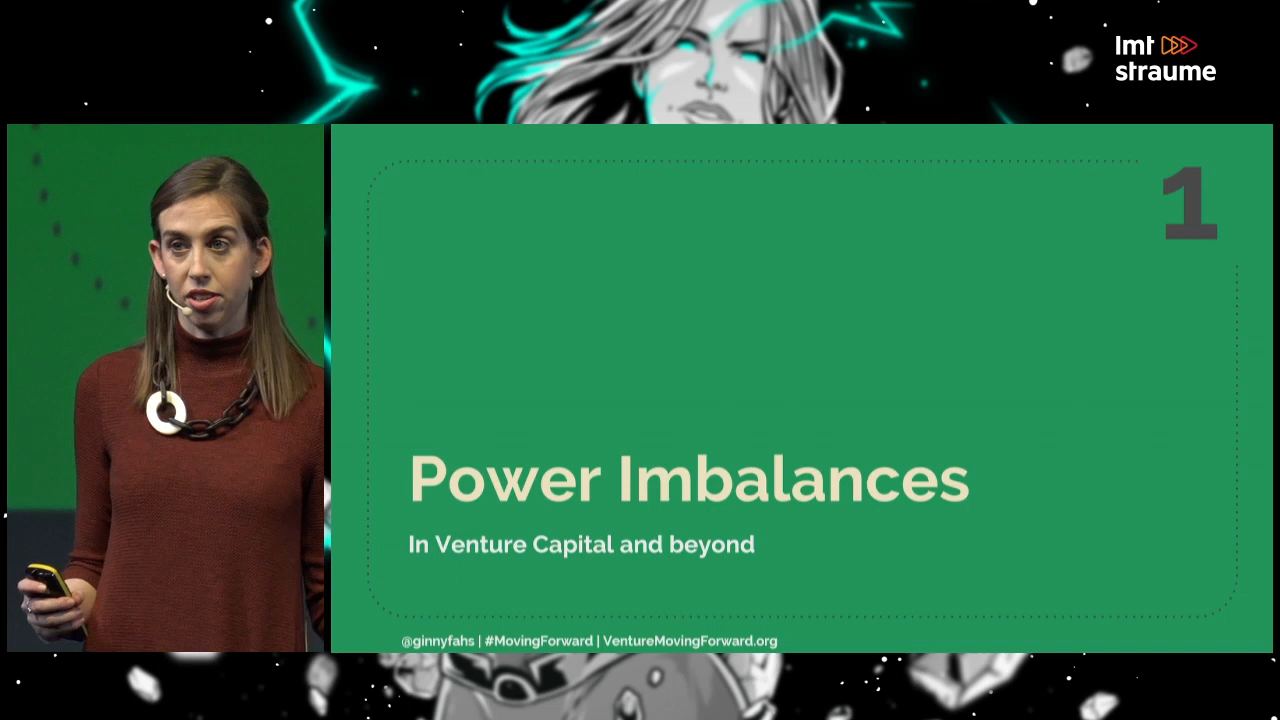 lmt
straume
1
Power Imbalances
In Venture Capital and beyond
@ginnyfahs | #MovingForward | VentureMovingForward.org